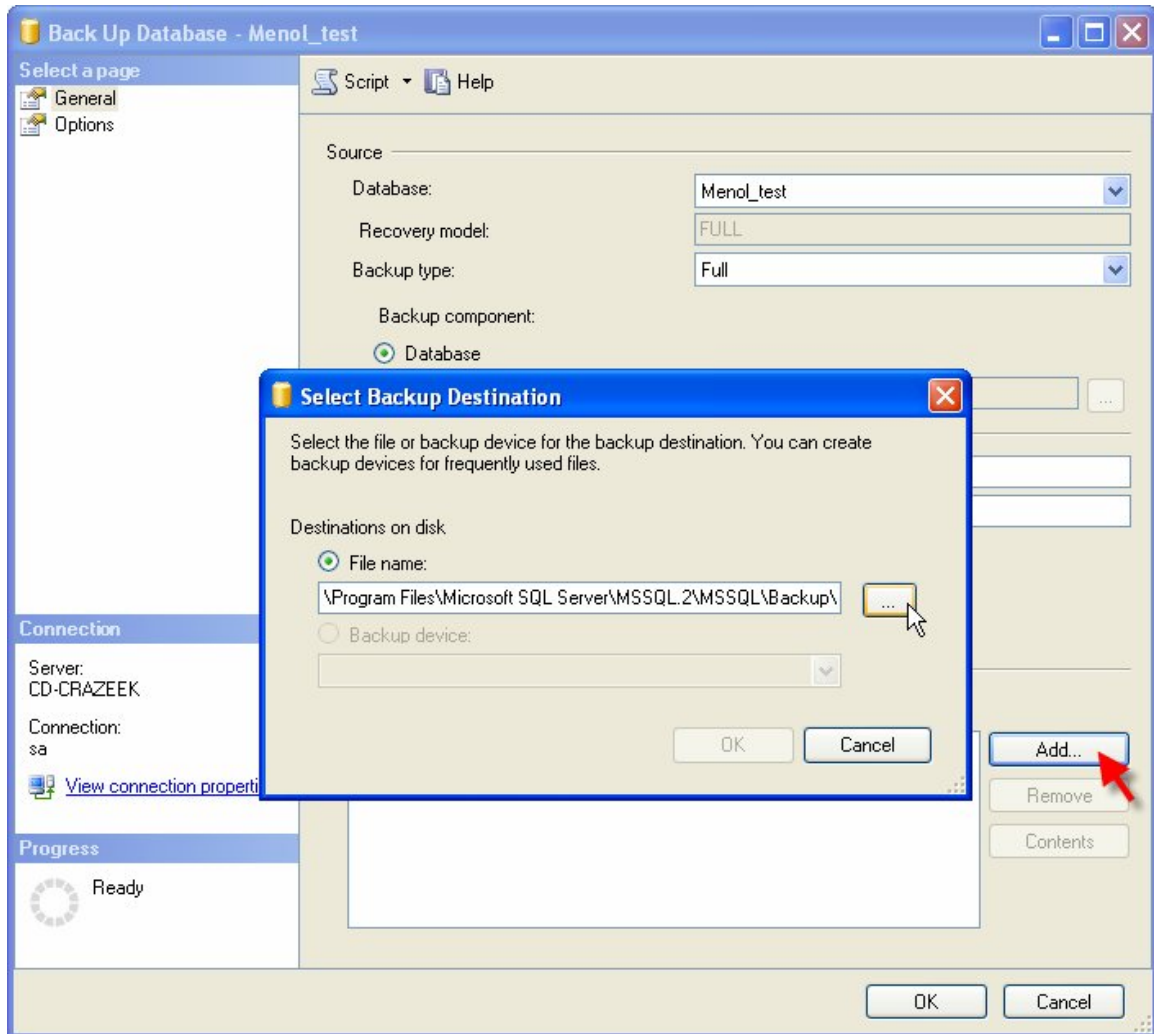 Back Up Database - Menol_test
Select a page
General
Options
Script
Help
Source
Database:
Menol_test
Recovery model:
FULL
Backup type:
Full
Backup component:
Database
...
Select Backup Destination
Select the file or backup device for the backup destination. You can create
backup devices for frequently used files.
Destinations on disk
File name:
\Program Files\Microsoft SQL Server\MSSQL.2\MSSQL\Backup\
...
Backup device:
OK
Cancel
Connection
Server:
CD-CRAZEEK
Connection:
sa
View connection properti
Progress
Ready
Add...
Remove
Contents
OK
Cancel